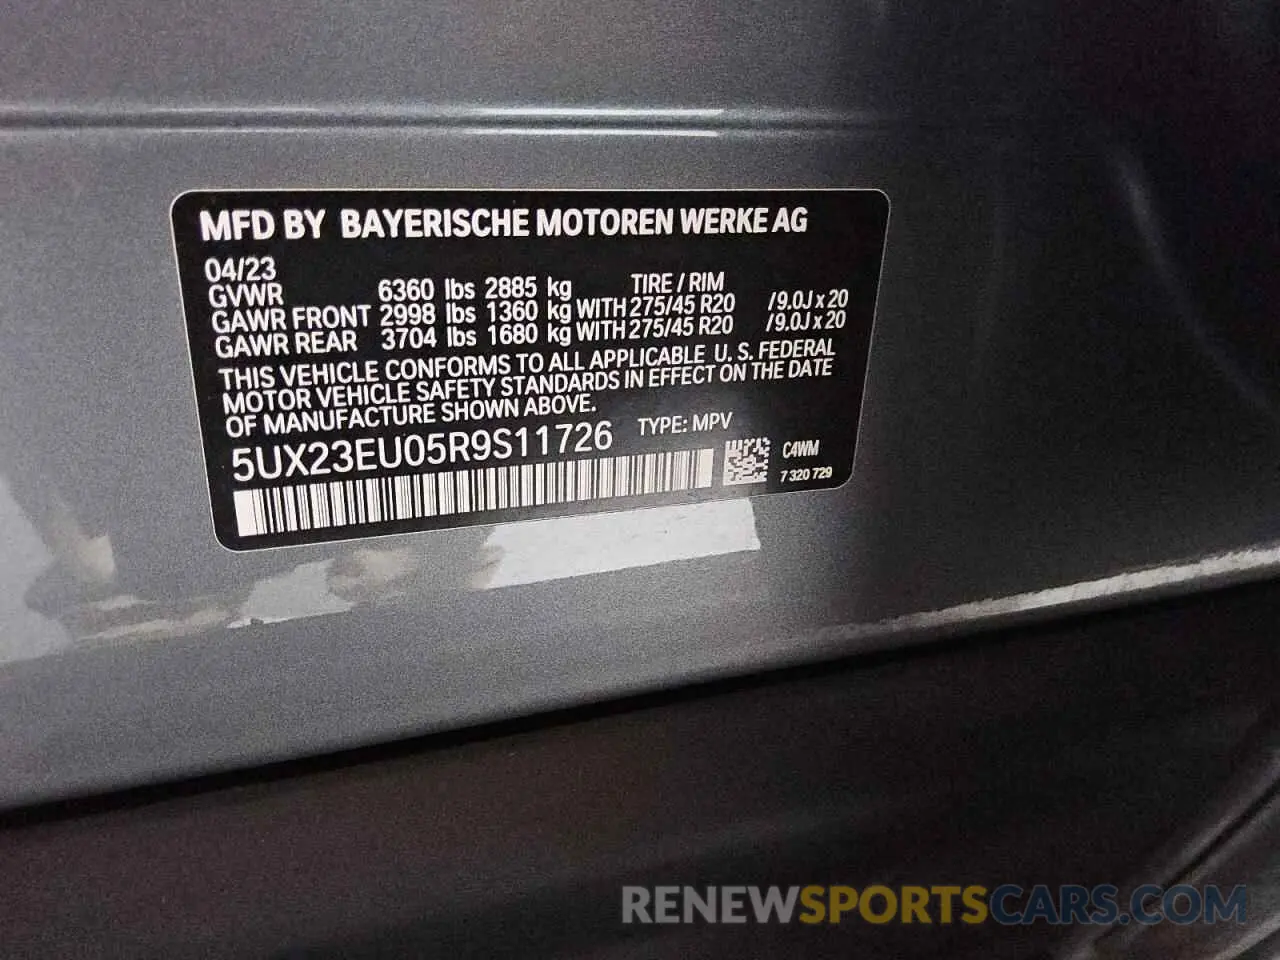 MFD BY BAYERISCHE MOTOREN WERKE AG
04/23
GVWR 6360 lbs 2885 kg TIRE / RIM
GAWR FRONT 2998 lbs 1360 kg WITH 275/45 R20 /9.0J x 20
GAWR REAR 3704 lbs 1680 kg WITH 275/45 R20 /9.0J x 20
THIS VEHICLE CONFORMS TO ALL APPLICABLE U. S. FEDERAL
MOTOR VEHICLE SAFETY STANDARDS IN EFFECT ON THE DATE
OF MANUFACTURE SHOWN ABOVE.
5UX23EU05R9S11726 TYPE: MPV
C4WM
7 320 729
RENEWSPORTSCARS.COM